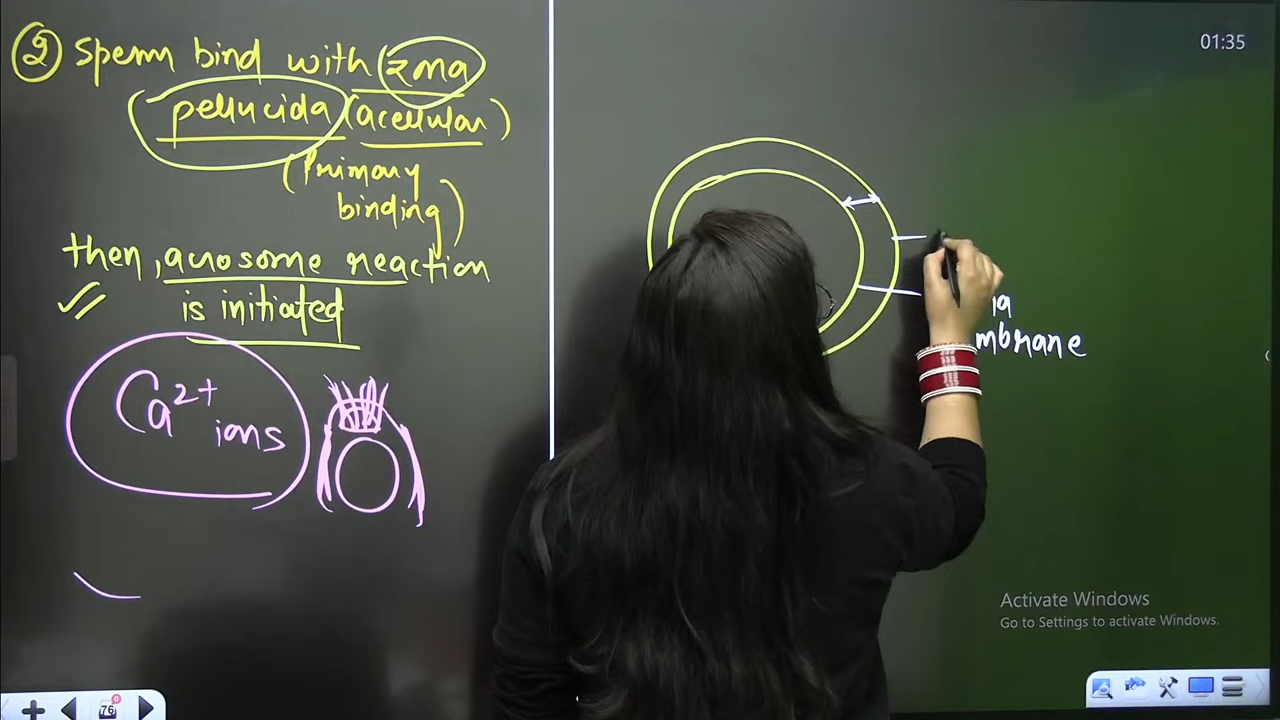 2 Sperm bind with (zona
pellucida (acellular)
(Primary
binding)
then, acrosome reaction
is initiated
Ca2+
ions
mbrane
01:35
Activate Windows
Go to Settings to activate Windows.
76